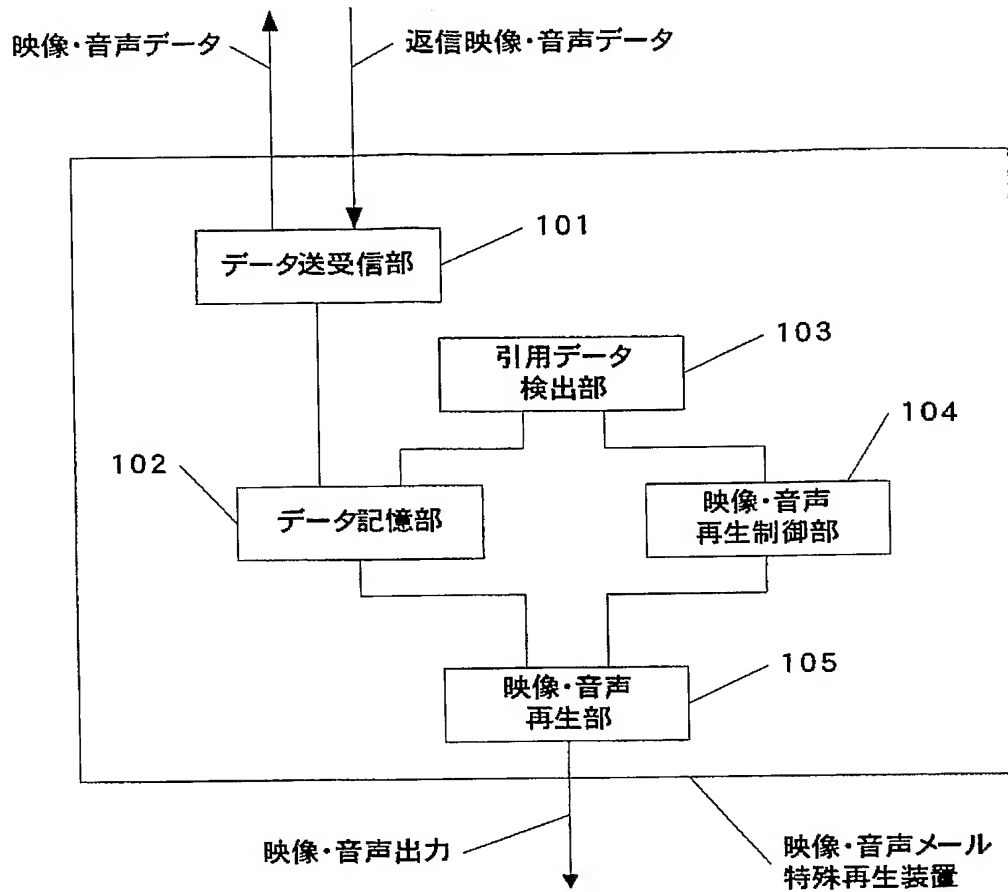 映像・音声データ
返信映像・音声データ
101
データ送受信部
103
引用データ
検出部
104
102
データ記憶部
映像・音声
再生制御部
105
映像・音声
再生部
映像・音声出力
映像・音声メール
特殊再生装置